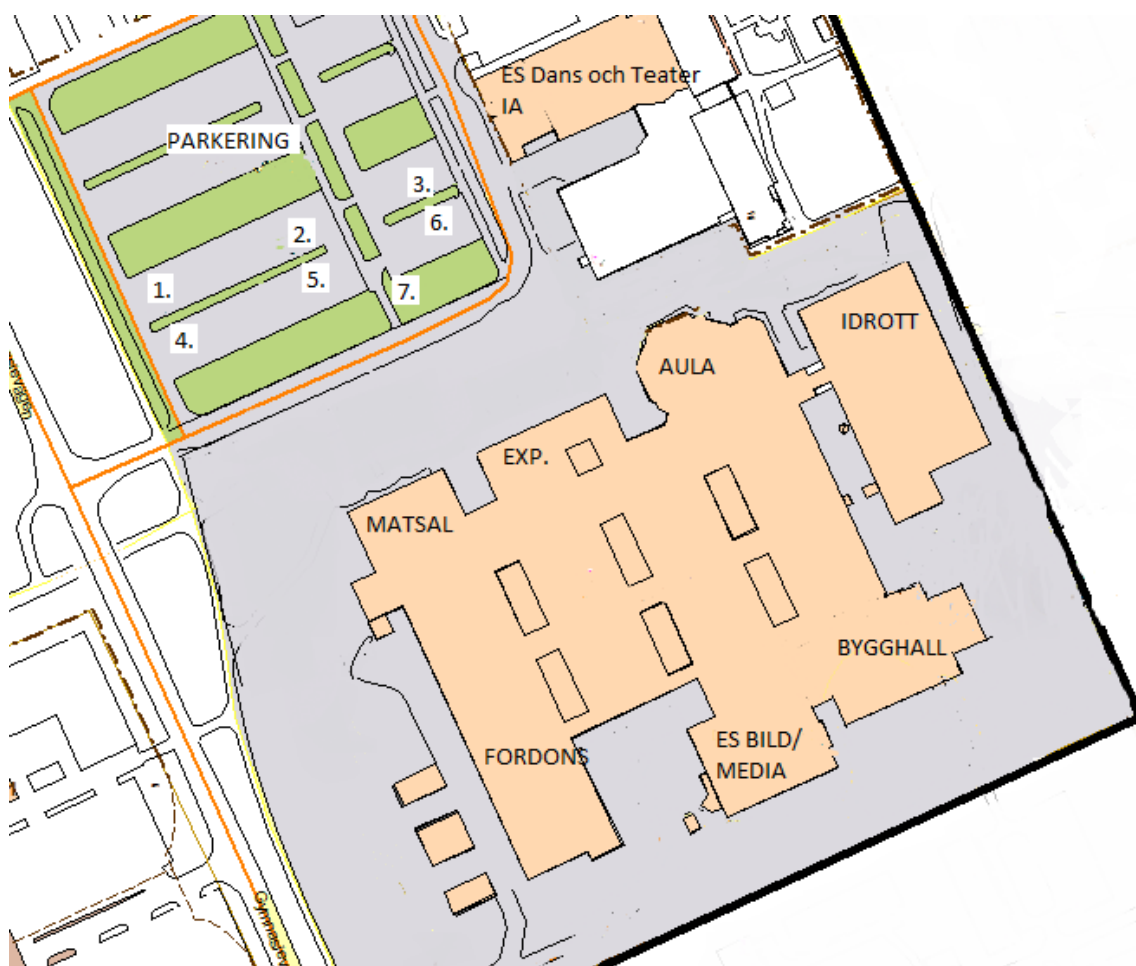 ES Dans och Teater
IA
PARKERING
3.
6.
2.
1.
5.
7.
4.
IDROTT
AULA
EXP.
MATSAL
BYGGHALL
FORDONS
ES BILD/
MEDIA